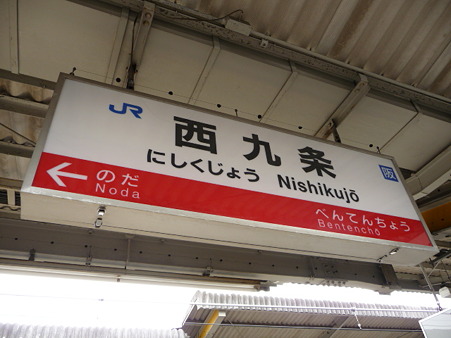 JR
西九条
阪
にしくじょう Nishikujō
← のだ
Noda
べんてんちょう
Bentenchō